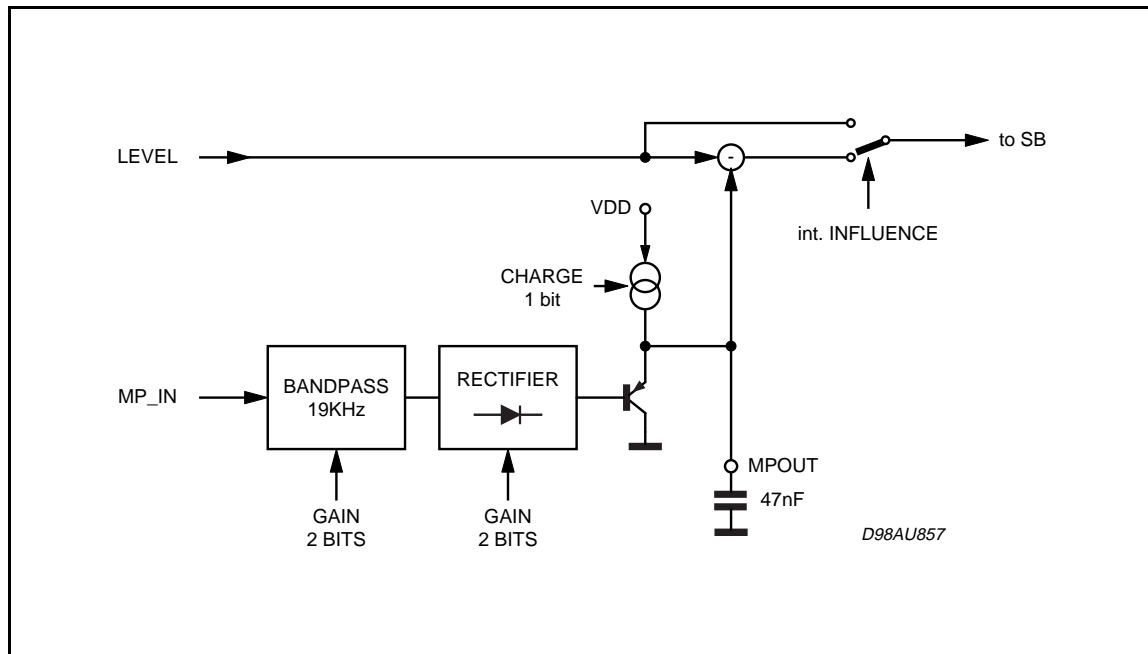 LEVEL
-
to SB
int. INFLUENCE
VDD
CHARGE
1 bit
MP_IN
BANDPASS
19KHz
RECTIFIER
GAIN
2 BITS
GAIN
2 BITS
MPOUT
47nF
D98AU857